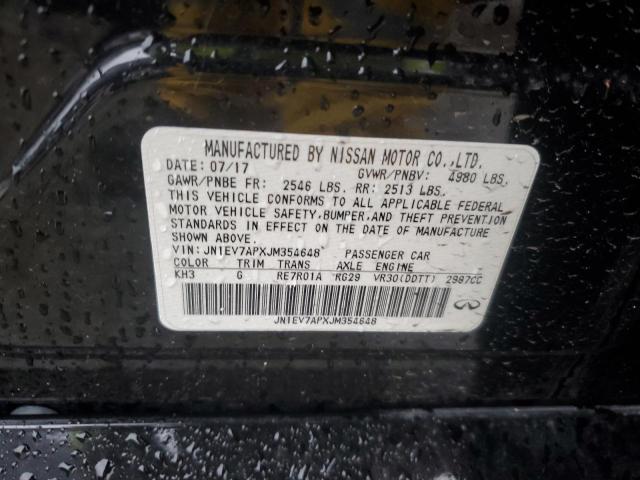 MANUFACTURED BY NISSAN MOTOR CO.,LTD.
DATE: 07/17 GVWR/PNBV: 4980 LBS.
GAWR/PNBE FR: 2546 LBS. RR: 2513 LBS.
THIS VEHICLE CONFORMS TO ALL APPLICABLE FEDERAL
MOTOR VEHICLE SAFETY,BUMPER,AND THEFT PREVENTION
STANDARDS IN EFFECT ON THE DATE OF MANUFACTURE
SHOWN ABOVE.
VIN: JN1EV7APXJM354648 PASSENGER CAR
COLOR TRIM TRANS AXLE ENGINE
KH3 G RE7R01A RG29 VR30(DDTT) 2997CC
JN1EV7APXJM354648